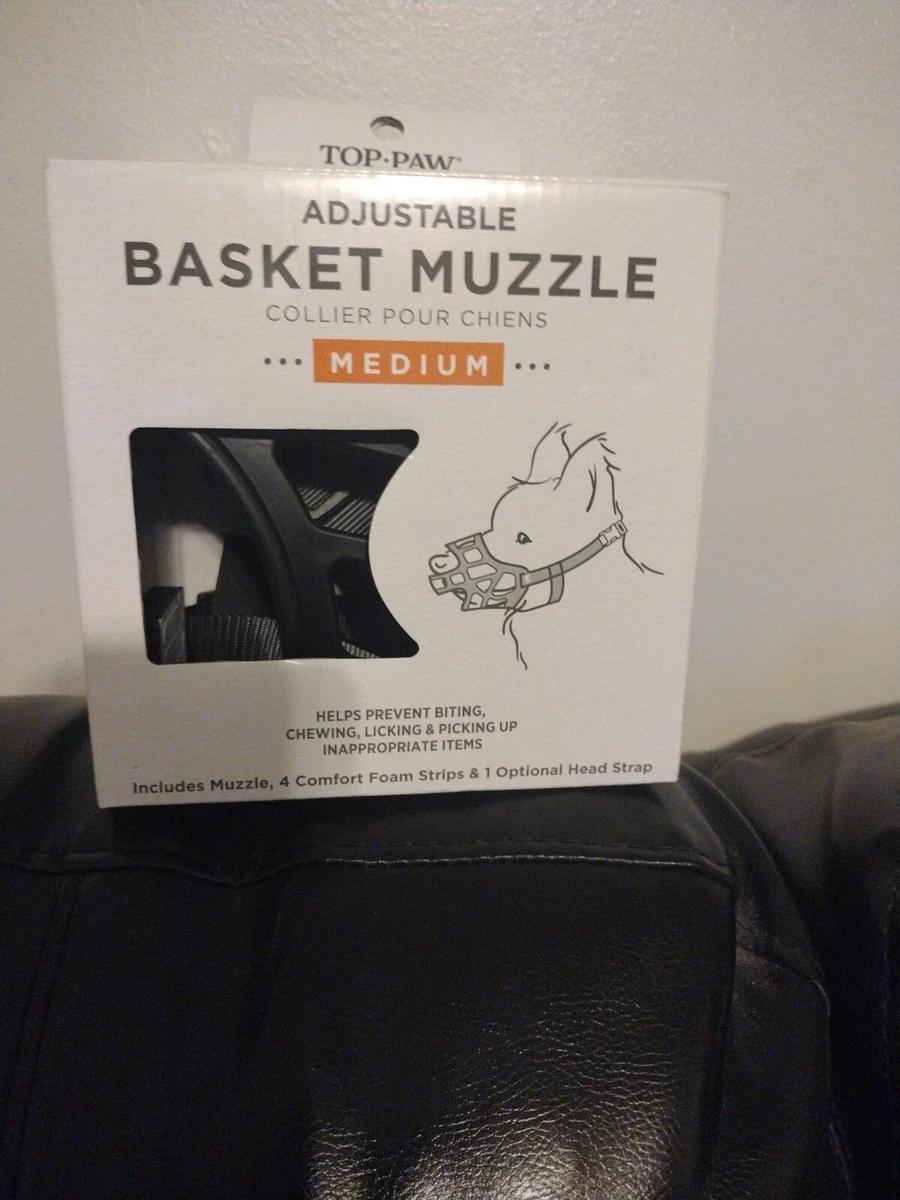 TOP•PAW®
ADJUSTABLE
BASKET MUZZLE
COLLIER POUR CHIENS
••• MEDIUM •••
HELPS PREVENT BITING,
CHEWING, LICKING & PICKING UP
INAPPROPRIATE ITEMS
Includes Muzzle, 4 Comfort Foam Strips & 1 Optional Head Strap